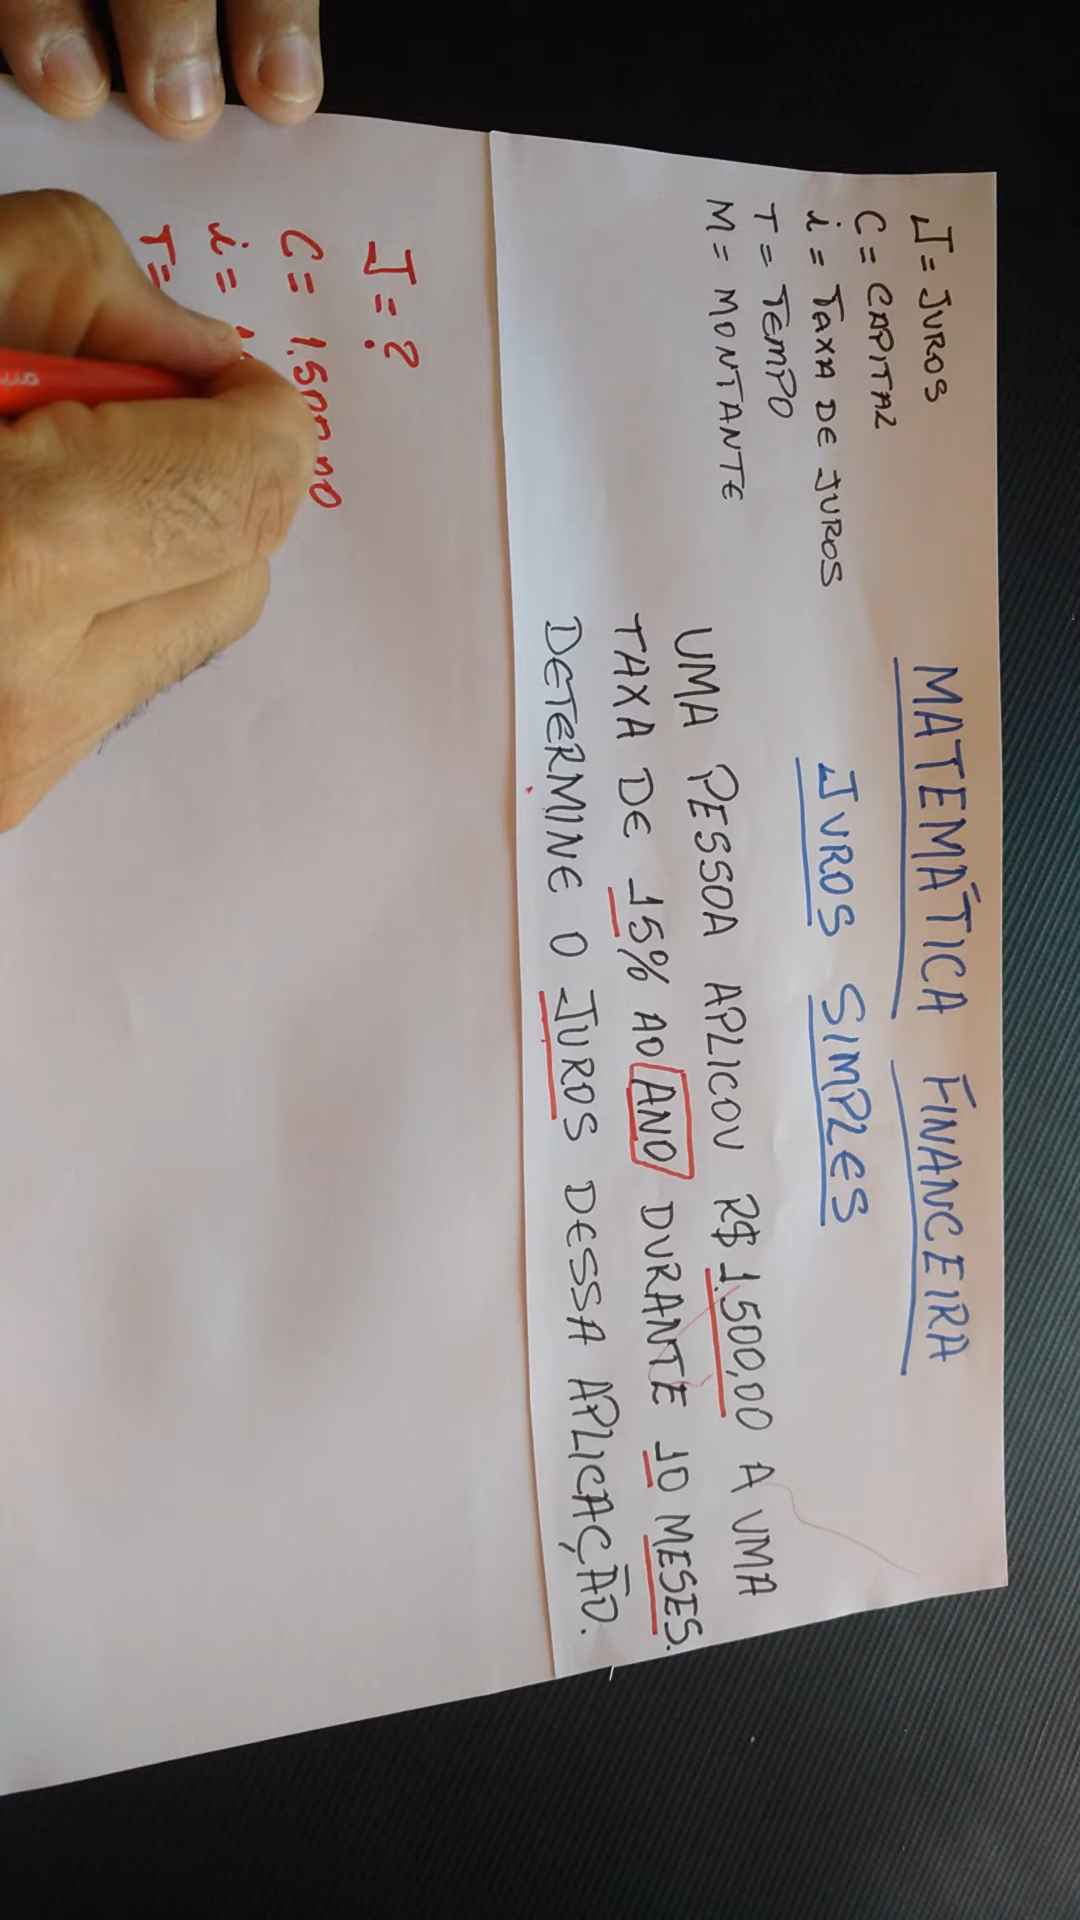 MATEMÁTICA FINANCEIRA
JUROS SIMPLES
J = JUROS
C = CAPITAL
i = TAXA DE JUROS
T = TEMPO
M = MONTANTE
UMA PESSOA APLICOU R$ 1.500,00 A UMA
TAXA DE 15% AO ANO DURANTE 10 MESES.
DETERMINE O JUROS DESSA APLICAÇÃO.
J = ?
C = 1.500,00
i =
T =